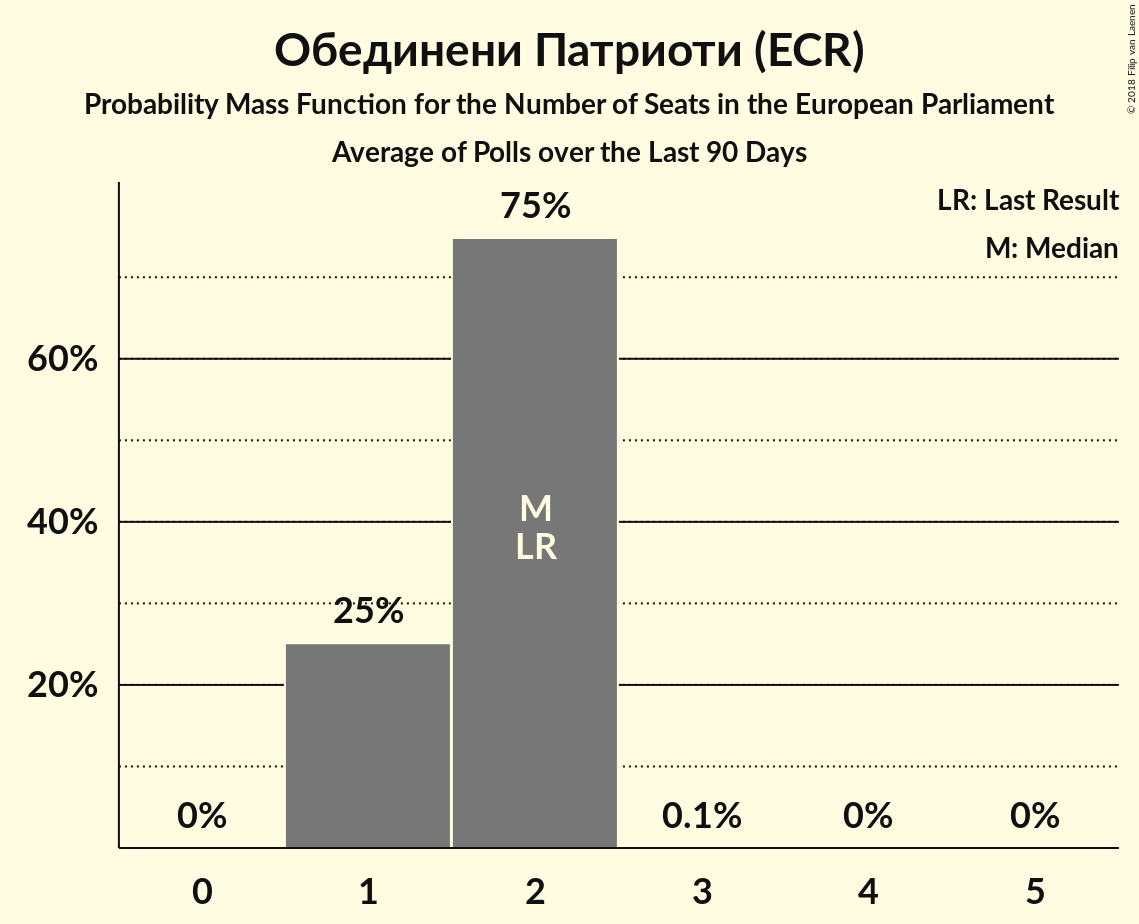 Обединени Патриоти (ECR)
Probability Mass Function for the Number of Seats in the European Parliament
Average of Polls over the Last 90 Days
© 2018 Filip van Laenen
LR: Last Result
M: Median
75%
60%
40%
20%
M
LR
25%
0%
0.1%
0%
0%
0
1
2
3
4
5